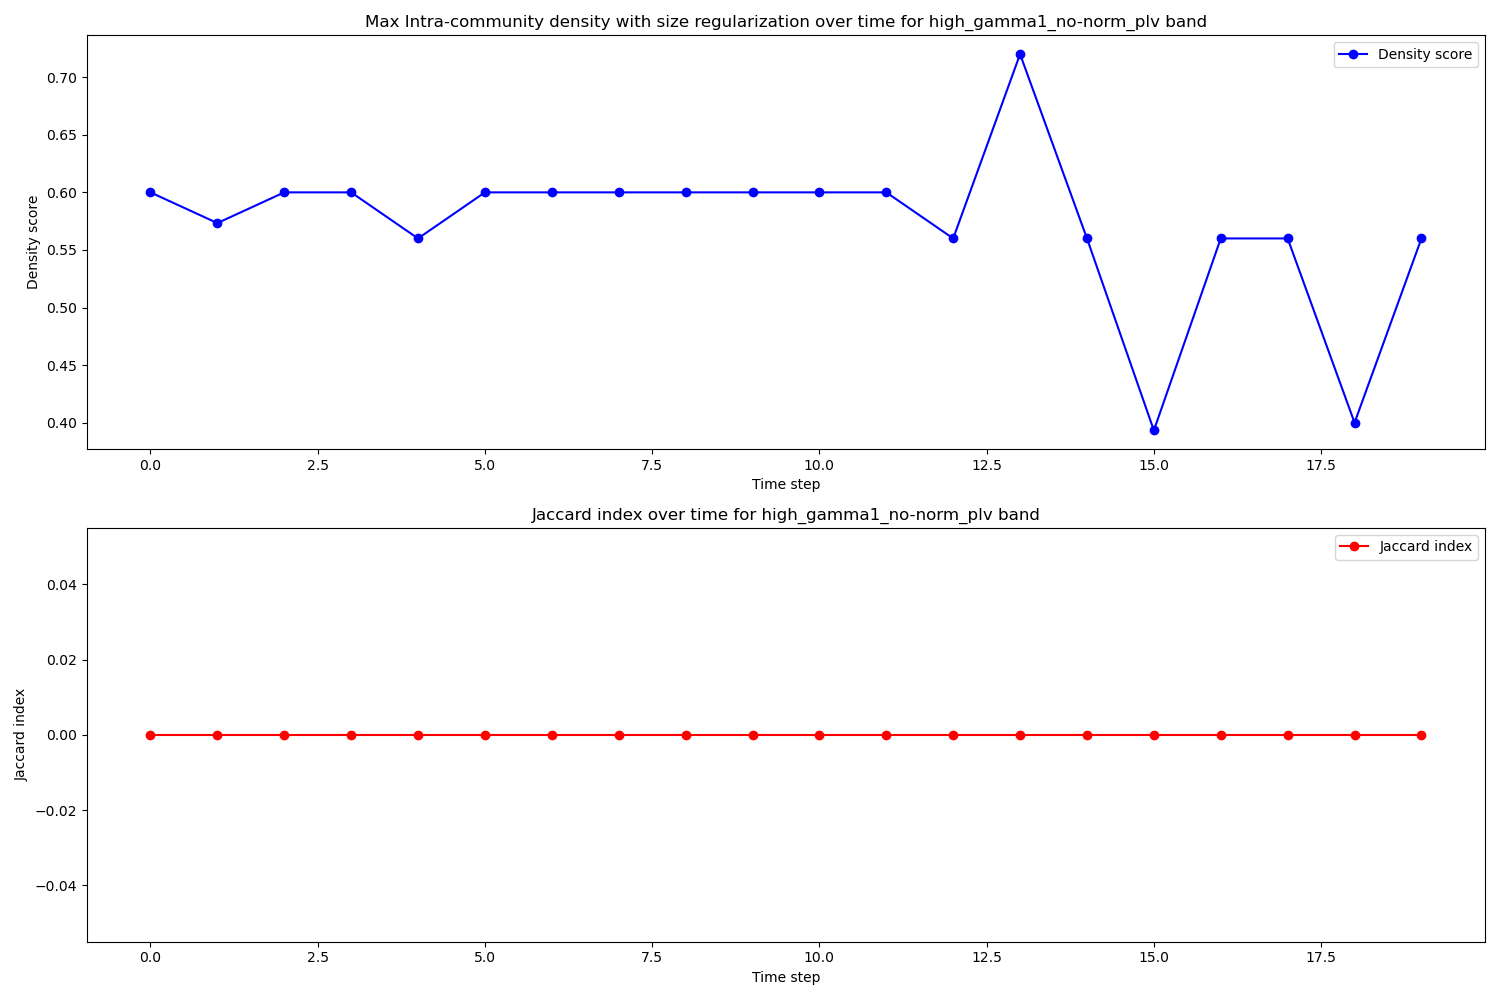 Max Intra-community density with size regularization over time for high_gamma1_no-norm_plv band
Density score
0.70
0.65
0.60
0.55
0.50
0.45
0.40
Density score
0.0 2.5 5.0 7.5 10.0 12.5 15.0 17.5
Time step
Jaccard index over time for high_gamma1_no-norm_plv band
Jaccard index
0.04
0.02
0.00
−0.02
−0.04
Jaccard index
0.0 2.5 5.0 7.5 10.0 12.5 15.0 17.5
Time step